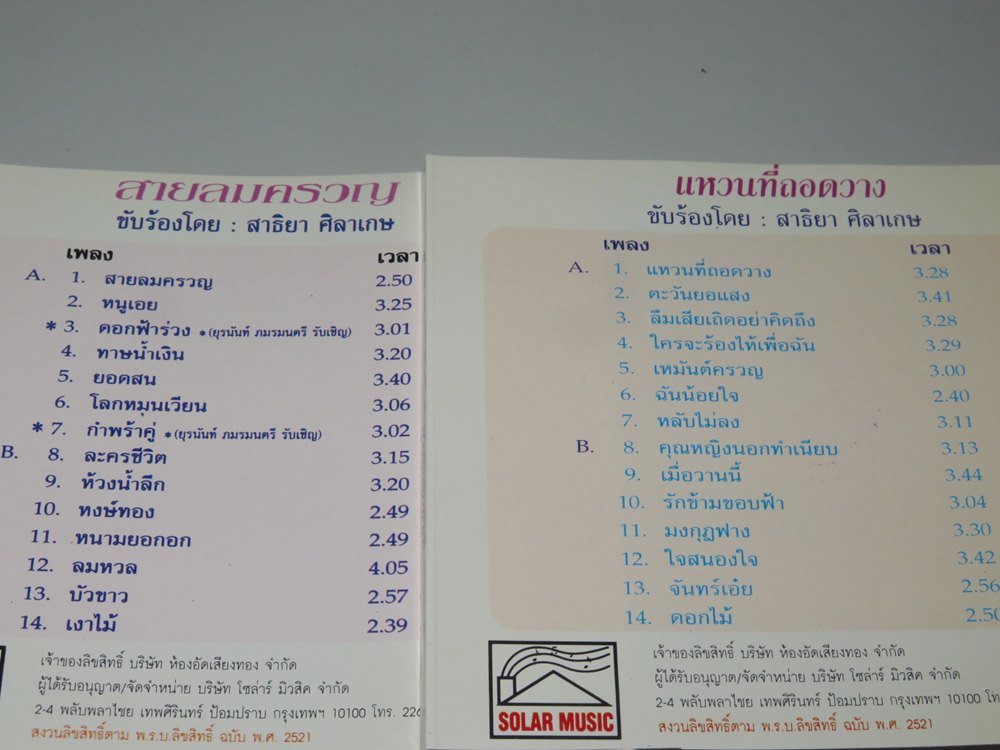 สายลมครวญ
ขับร้องโดย : สาธิยา ศิลาเกษ
เพลง เวลา
A. 1. สายลมครวญ 2.50
2. หนูเอย 3.25
* 3. ดอกฟ้าร่วง * (ยุรนันท์ ภมรมนตรี รับเชิญ) 3.01
4. ทาษน้ำเงิน 3.20
5. ยอดสน 3.40
6. โลกหมุนเวียน 3.06
* 7. กำพร้าคู่ * (ยุรนันท์ ภมรมนตรี รับเชิญ) 3.02
B. 8. ละครชีวิต 3.15
9. ห้วงน้ำลึก 3.20
10. หงษ์ทอง 2.49
11. หนามยอกอก 2.49
12. ลมหวล 4.05
13. บัวขาว 2.57
14. เงาไม้ 2.39
เจ้าของลิขสิทธิ์ บริษัท ห้องอัดเสียงทอง จำกัด
ผู้ได้รับอนุญาต/จัดจำหน่าย บริษัท โซล่าร์ มิวสิค จำกัด
2-4 พลับพลาไชย เทพศิรินทร์ ป้อมปราบ กรุงเทพฯ 10100 โทร. 226
สงวนลิขสิทธิ์ตาม พ.ร.บ.ลิขสิทธิ์ ฉบับ พ.ศ. 2521
แหวนที่ถอดวาง
ขับร้องโดย : สาธิยา ศิลาเกษ
เพลง เวลา
A. 1. แหวนที่ถอดวาง 3.28
2. ตะวันยอแสง 3.41
3. ลืมเสียเถิดอย่าคิดถึง 3.28
4. ใครจะร้องไห้เพื่อฉัน 3.29
5. เหมันต์ครวญ 3.00
6. ฉันน้อยใจ 2.40
7. หลับไม่ลง 3.11
B. 8. คุณหญิงนอกทำเนียบ 3.13
9. เมื่อวานนี้ 3.44
10. รักข้ามขอบฟ้า 3.04
11. มงกุฎฟาง 3.30
12. ใจสนองใจ 3.42
13. จันทร์เอ๋ย 2.56
14. ดอกไม้ 2.50
SOLAR MUSIC
เจ้าของลิขสิทธิ์ บริษัท ห้องอัดเสียงทอง จำกัด
ผู้ได้รับอนุญาต/จัดจำหน่าย บริษัท โซล่าร์ มิวสิค จำกัด
2-4 พลับพลาไชย เทพศิรินทร์ ป้อมปราบ กรุงเทพฯ 10100 โท
สงวนลิขสิทธิ์ตาม พ.ร.บ.ลิขสิทธิ์ ฉบับ พ.ศ. 2521